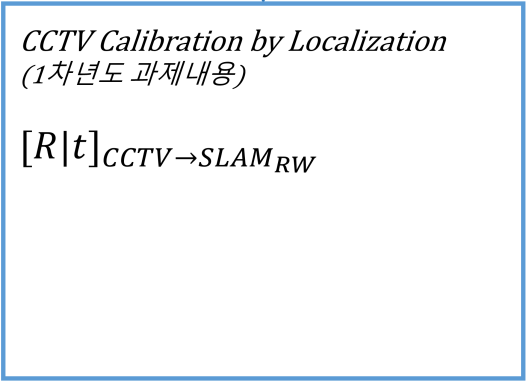 CCTV Calibration by Localization
(1차년도 과제내용)
[R|t]CCTV→SLAMRW